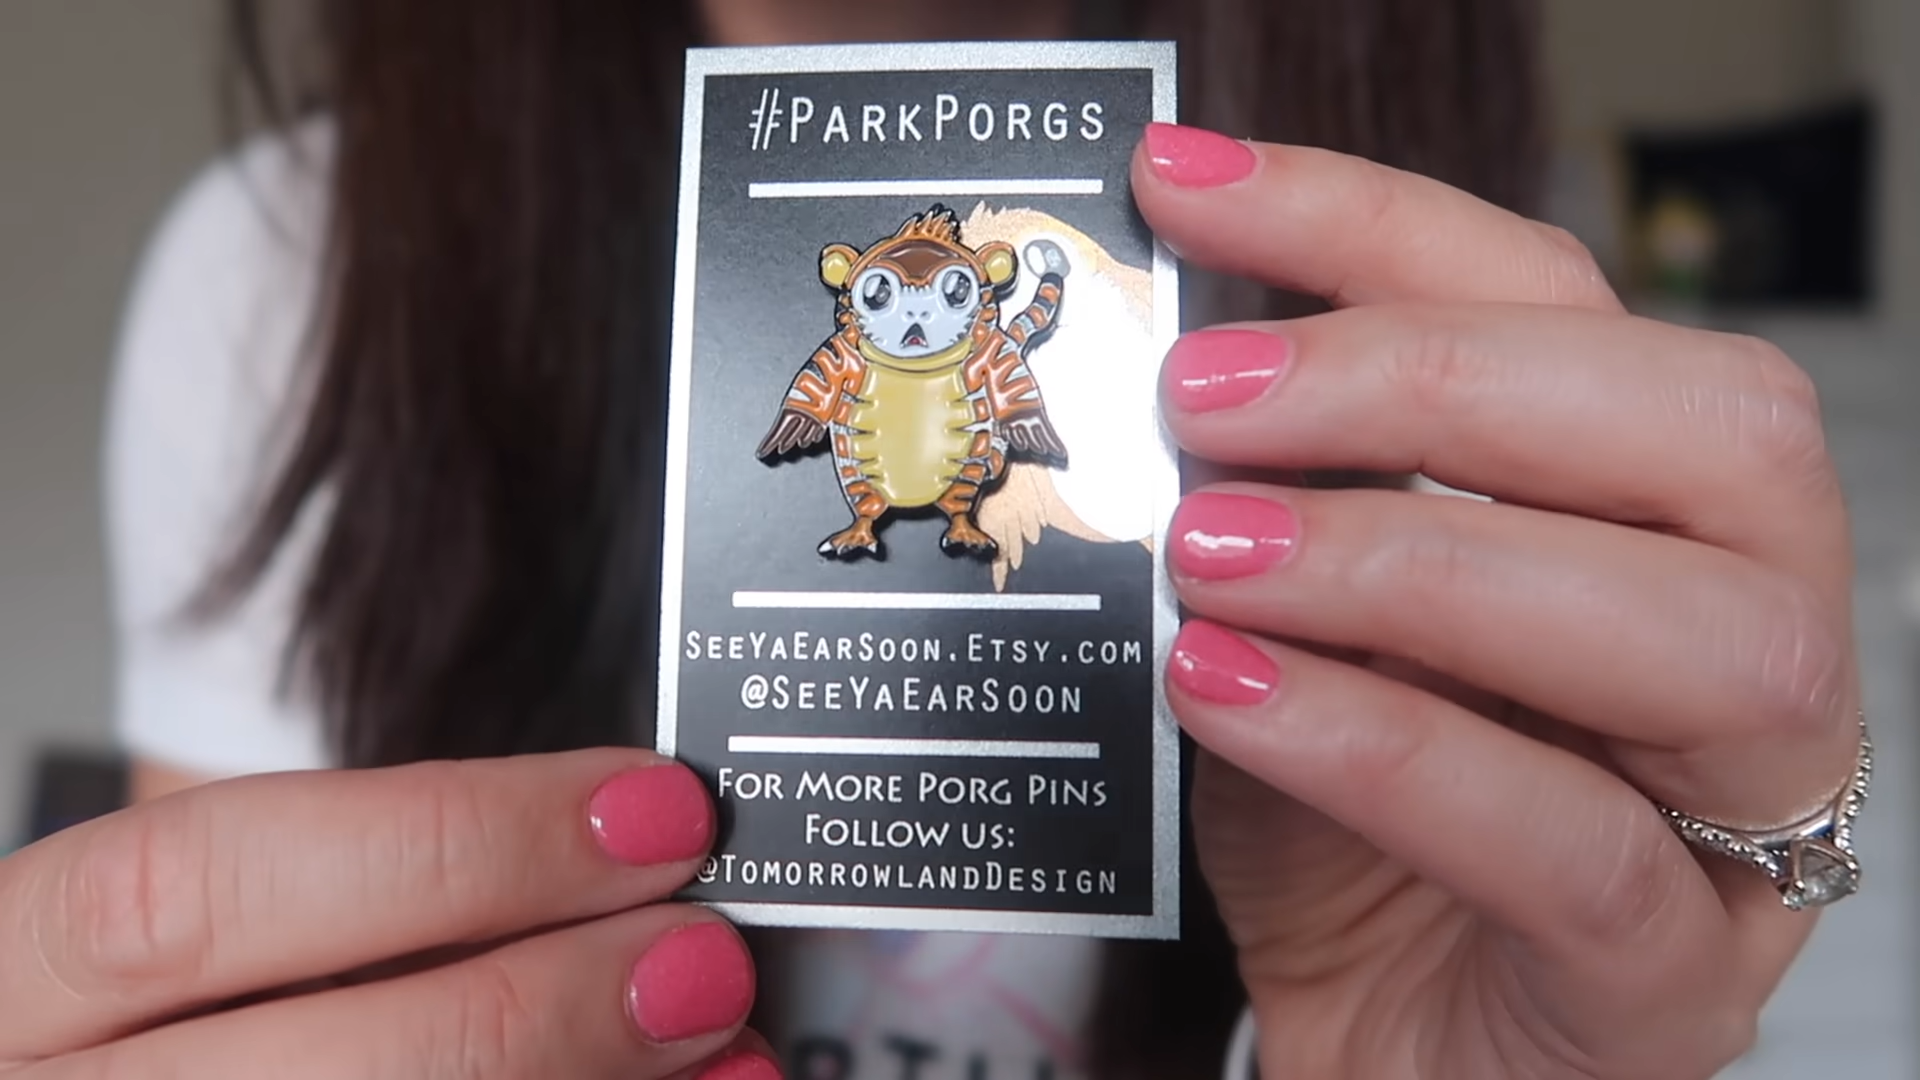 #ParkPorgs
SeeYaEarSoon.Etsy.com
@SeeYaEarSoon
For More Porg Pins
Follow us:
@TomorrowlandDesign